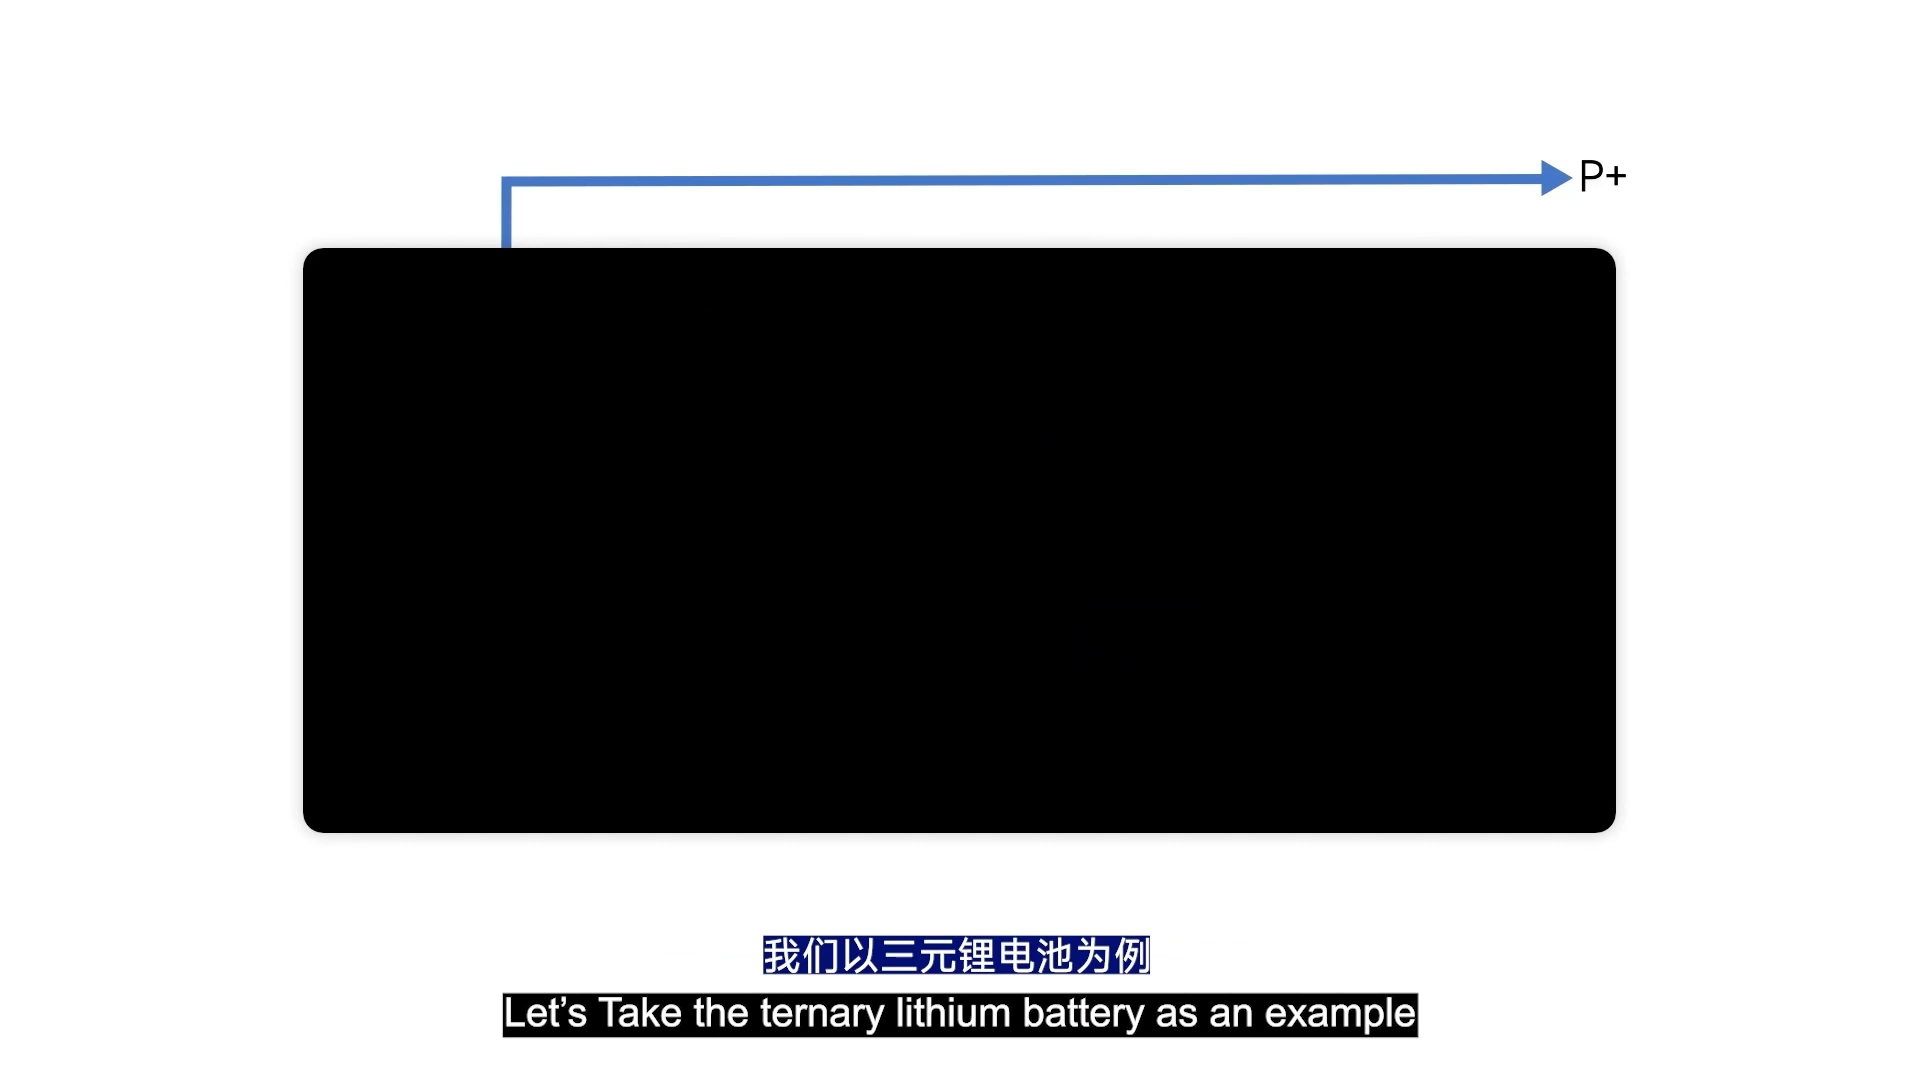 P+
我们以三元锂电池为例
Let’s Take the ternary lithium battery as an example